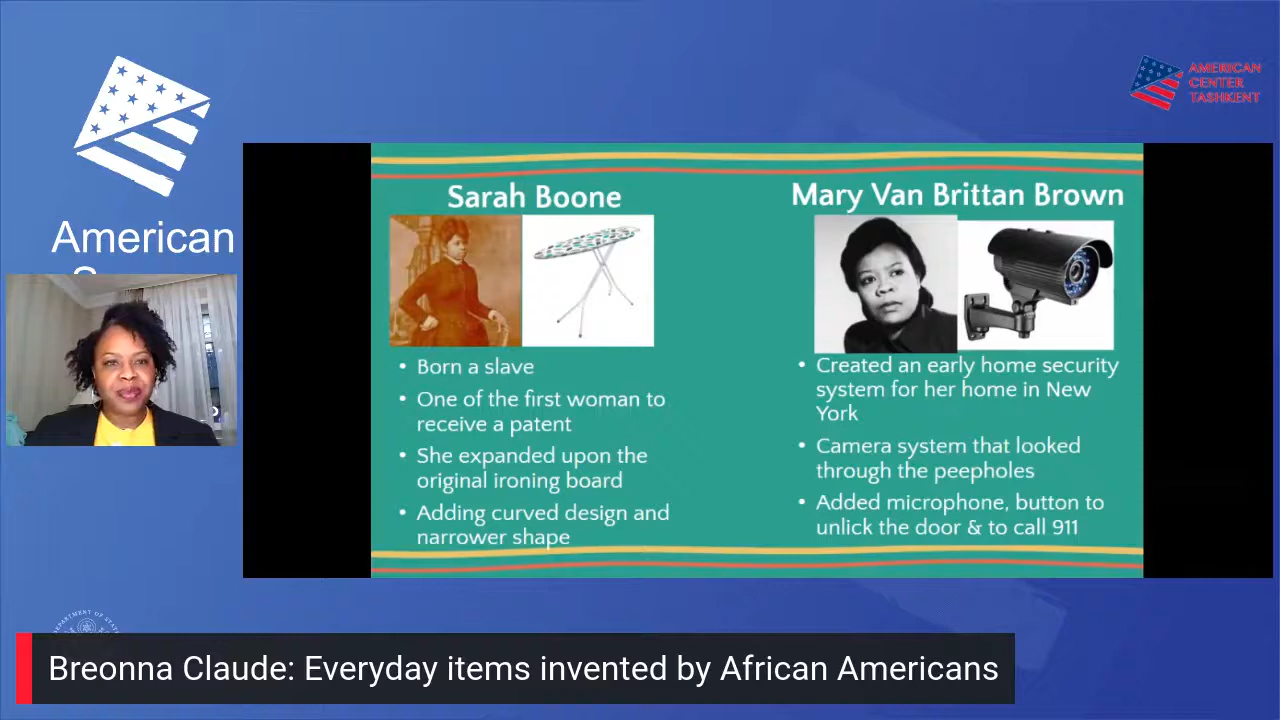 AMERICAN
CENTER
TASHKENT
American
Sarah Boone
• Born a slave
• One of the first woman to
receive a patent
• She expanded upon the
original ironing board
• Adding curved design and
narrower shape
Mary Van Brittan Brown
• Created an early home security
system for her home in New
York
• Camera system that looked
through the peepholes
• Added microphone, button to
unlick the door & to call 911
Breonna Claude: Everyday items invented by African Americans